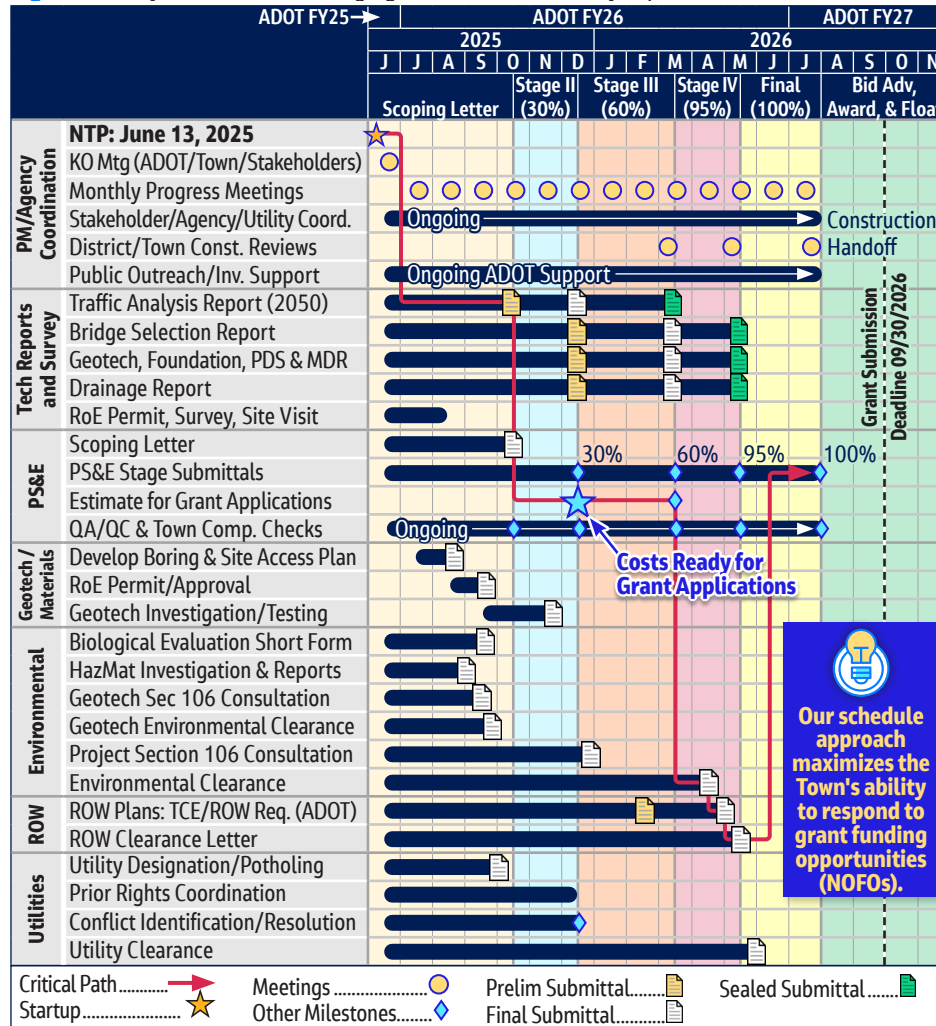 ADOT FY25 ADOT FY26 ADOT FY27
2025 2026
J J A S O N D J F M A M J J A S O N
Scoping Letter
Stage II
(30%)
Stage III
(60%)
Stage IV
(95%)
Final
(100%)
Bid Adv,
Award, & Float
PM/Agency
Coordination
NTP: June 13, 2025
KO Mtg (ADOT/Town/Stakeholders)
Monthly Progress Meetings
Stakeholder/Agency/Utility Coord.
Ongoing
Construction
District/Town Const. Reviews
Handoff
Public Outreach/Inv. Support
Ongoing ADOT Support
Tech Reports
and Survey
Traffic Analysis Report (2050)
Bridge Selection Report
Geotech, Foundation, PDS & MDR
Drainage Report
RoE Permit, Survey, Site Visit
Grant Submission
Deadline 09/30/2026
PS&E
Scoping Letter
PS&E Stage Submittals
30% 60% 95% 100%
Estimate for Grant Applications
QA/QC & Town Comp. Checks
Ongoing
Costs Ready for
Grant Applications
Geotech/
Materials
Develop Boring & Site Access Plan
RoE Permit/Approval
Geotech Investigation/Testing
Environmental
Biological Evaluation Short Form
HazMat Investigation & Reports
Geotech Sec 106 Consultation
Geotech Environmental Clearance
Project Section 106 Consultation
Environmental Clearance
ROW
ROW Plans: TCE/ROW Req. (ADOT)
ROW Clearance Letter
Utilities
Utility Designation/Potholing
Prior Rights Coordination
Conflict Identification/Resolution
Utility Clearance
Our schedule
approach
maximizes the
Town's ability
to respond to
grant funding
opportunities
(NOFOs).
Critical Path............
Meetings ...............
Prelim Submittal.......
Sealed Submittal ......
Startup.......................
Other Milestones........
Final Submittal.........